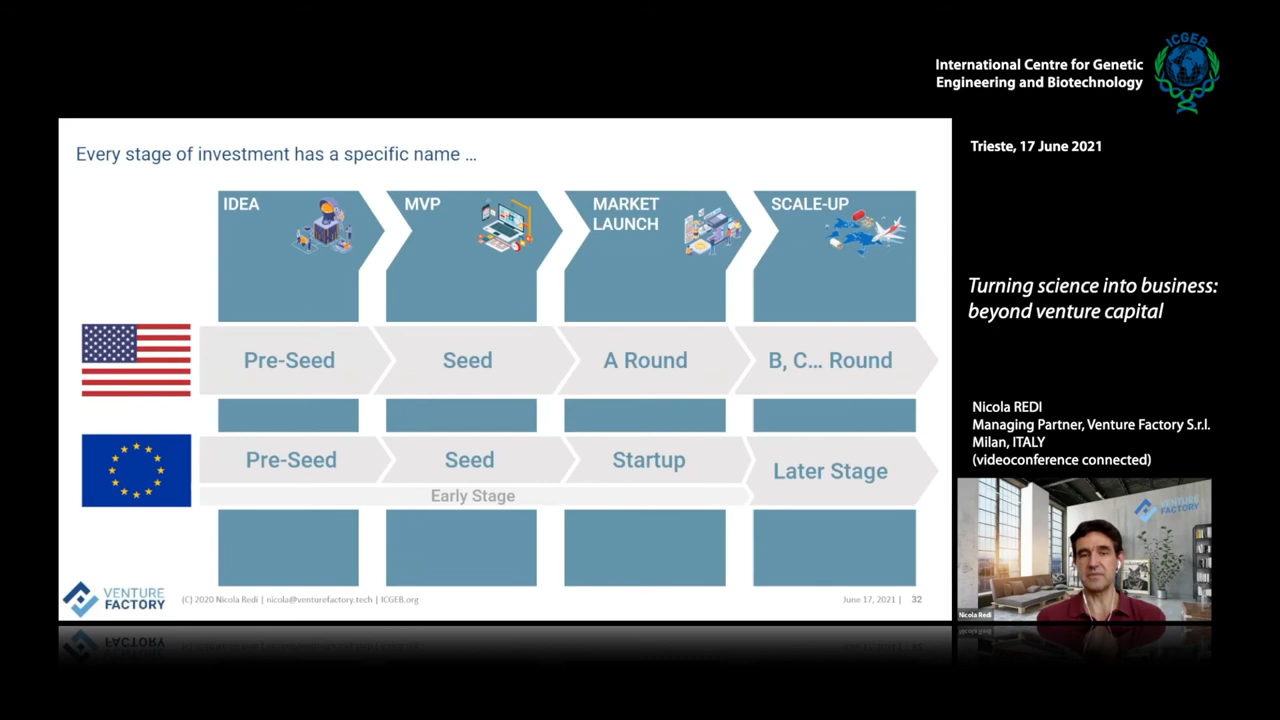 ICGEB
International Centre for Genetic
Engineering and Biotechnology
Trieste, 17 June 2021
Every stage of investment has a specific name ...
IDEA
MVP
MARKET
LAUNCH
SCALE-UP
Pre-Seed
Seed
A Round
B, C... Round
Pre-Seed
Seed
Startup
Later Stage
Early Stage
VENTURE
FACTORY
(C) 2020 Nicola Redi | nicola@venturefactory.tech | ICGEB.org
June 17, 2021 |
32
Turning science into business:
beyond venture capital
Nicola REDI
Managing Partner, Venture Factory S.r.l.
Milan, ITALY
(videoconference connected)
VENTURE
FACTORY
Nicola Redi